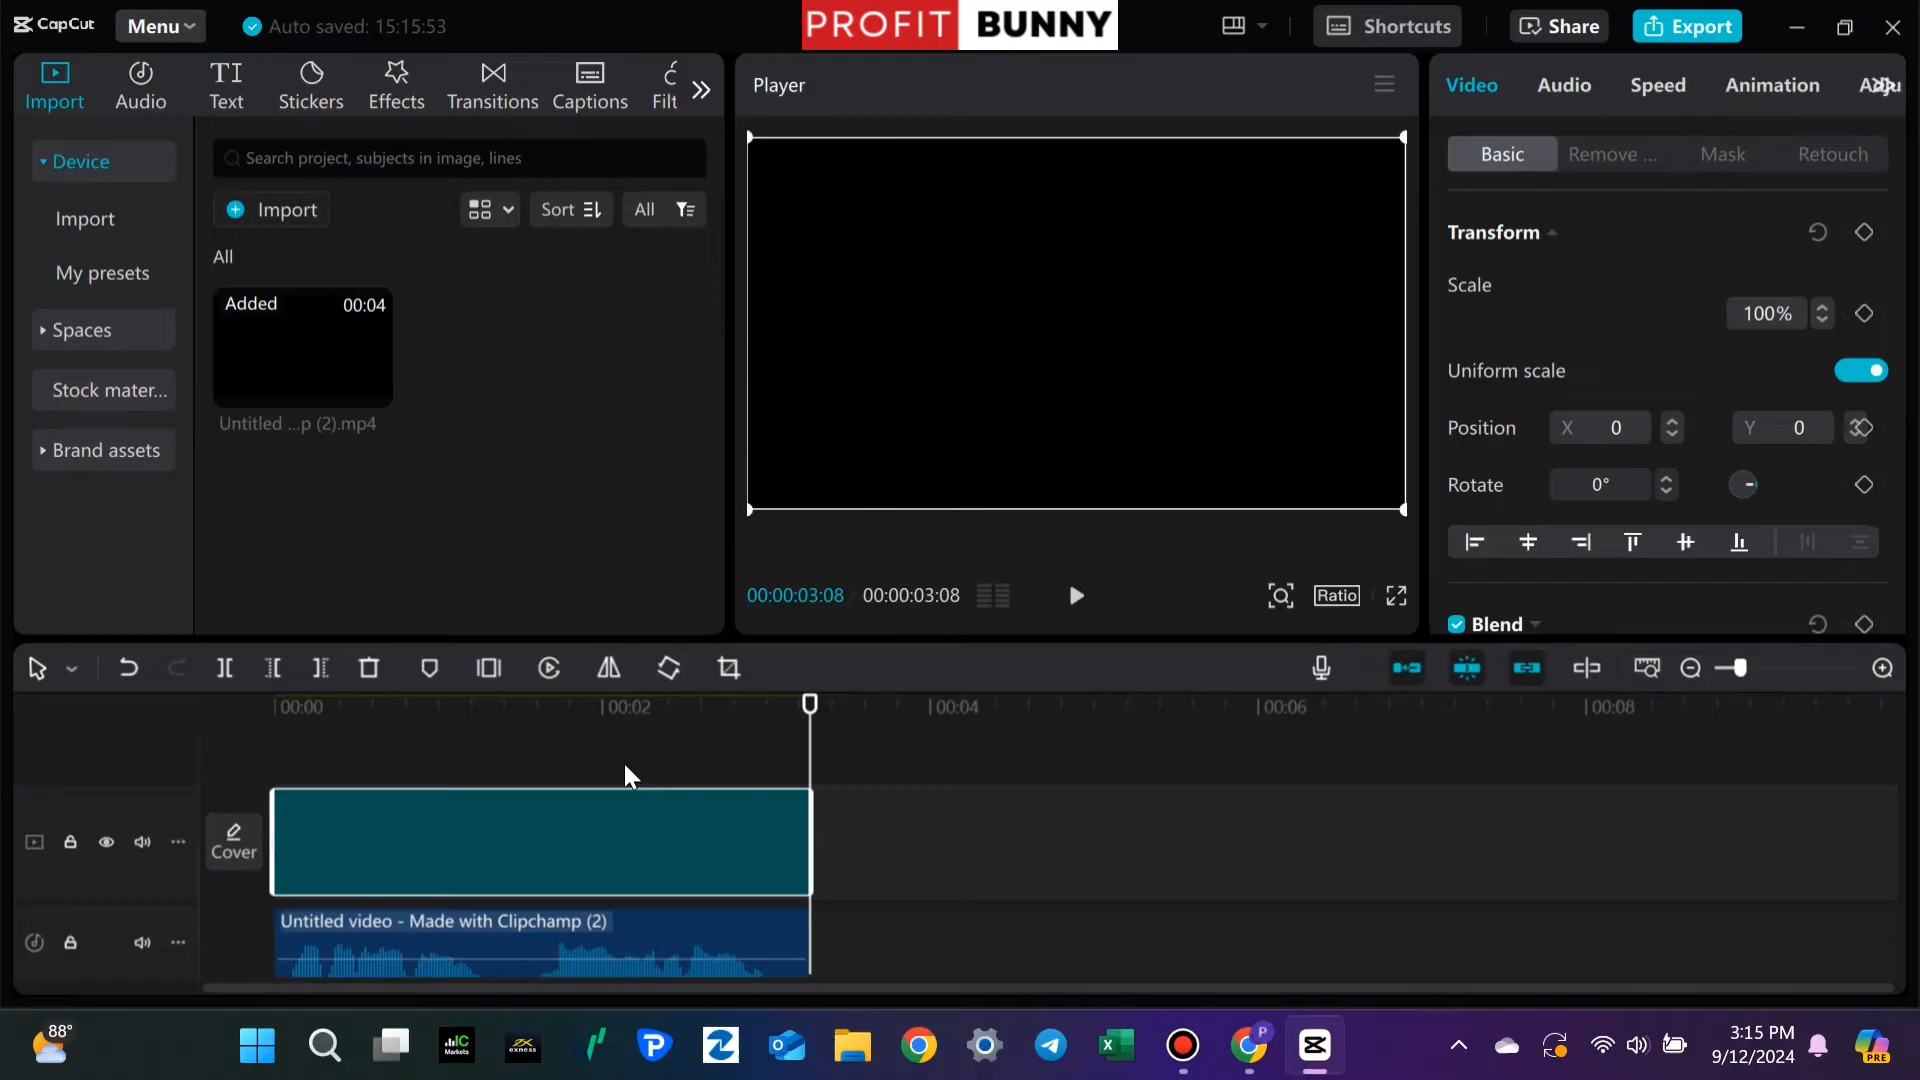 CapCut
Menu
Auto saved: 15:15:53
PROFIT BUNNY
Shortcuts
Share
Export
Import
Audio
Text
Stickers
Effects
Transitions
Captions
Filt
Player
Video
Audio
Speed
Animation
Adju
Device
Import
My presets
Spaces
Stock mater...
Brand assets
Search project, subjects in image, lines
Import
Sort
All
All
Added
00:04
Untitled ...p (2).mp4
00:00:03:08
00:00:03:08
Ratio
Basic
Remove ...
Mask
Retouch
Transform
Scale
100%
Uniform scale
Position
X 0
Y 0
Rotate
0°
Blend
00:00
00:02
00:04
00:06
00:08
Cover
Untitled video - Made with Clipchamp (2)
88°
IC
Markets
exness
P
PRE
3:15 PM
9/12/2024